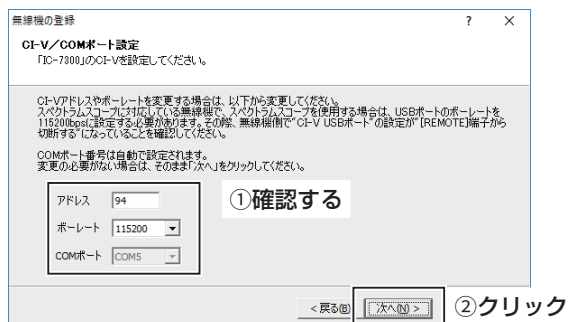 無線機の登録 ? ×
CI-V/COMポート設定
「IC-7300」のCI-Vを設定してください。
CI-Vアドレスやボーレートを変更する場合は、以下から変更してください。
スペクトラムスコープに対応している無線機で、スペクトラムスコープを使用する場合は、USBポートのボーレートを
115200bpsに設定する必要があります。その際、無線機側で"CI-V USBポート"の設定が"[REMOTE]端子から
切断する"になっていることを確認してください。
COMポート番号は自動で設定されます。
変更の必要がない場合は、そのまま「次へ」をクリックしてください。
アドレス 94
①確認する
ボーレート 115200
COMポート COM5
< 戻る(B) 次へ(N) > ②クリック